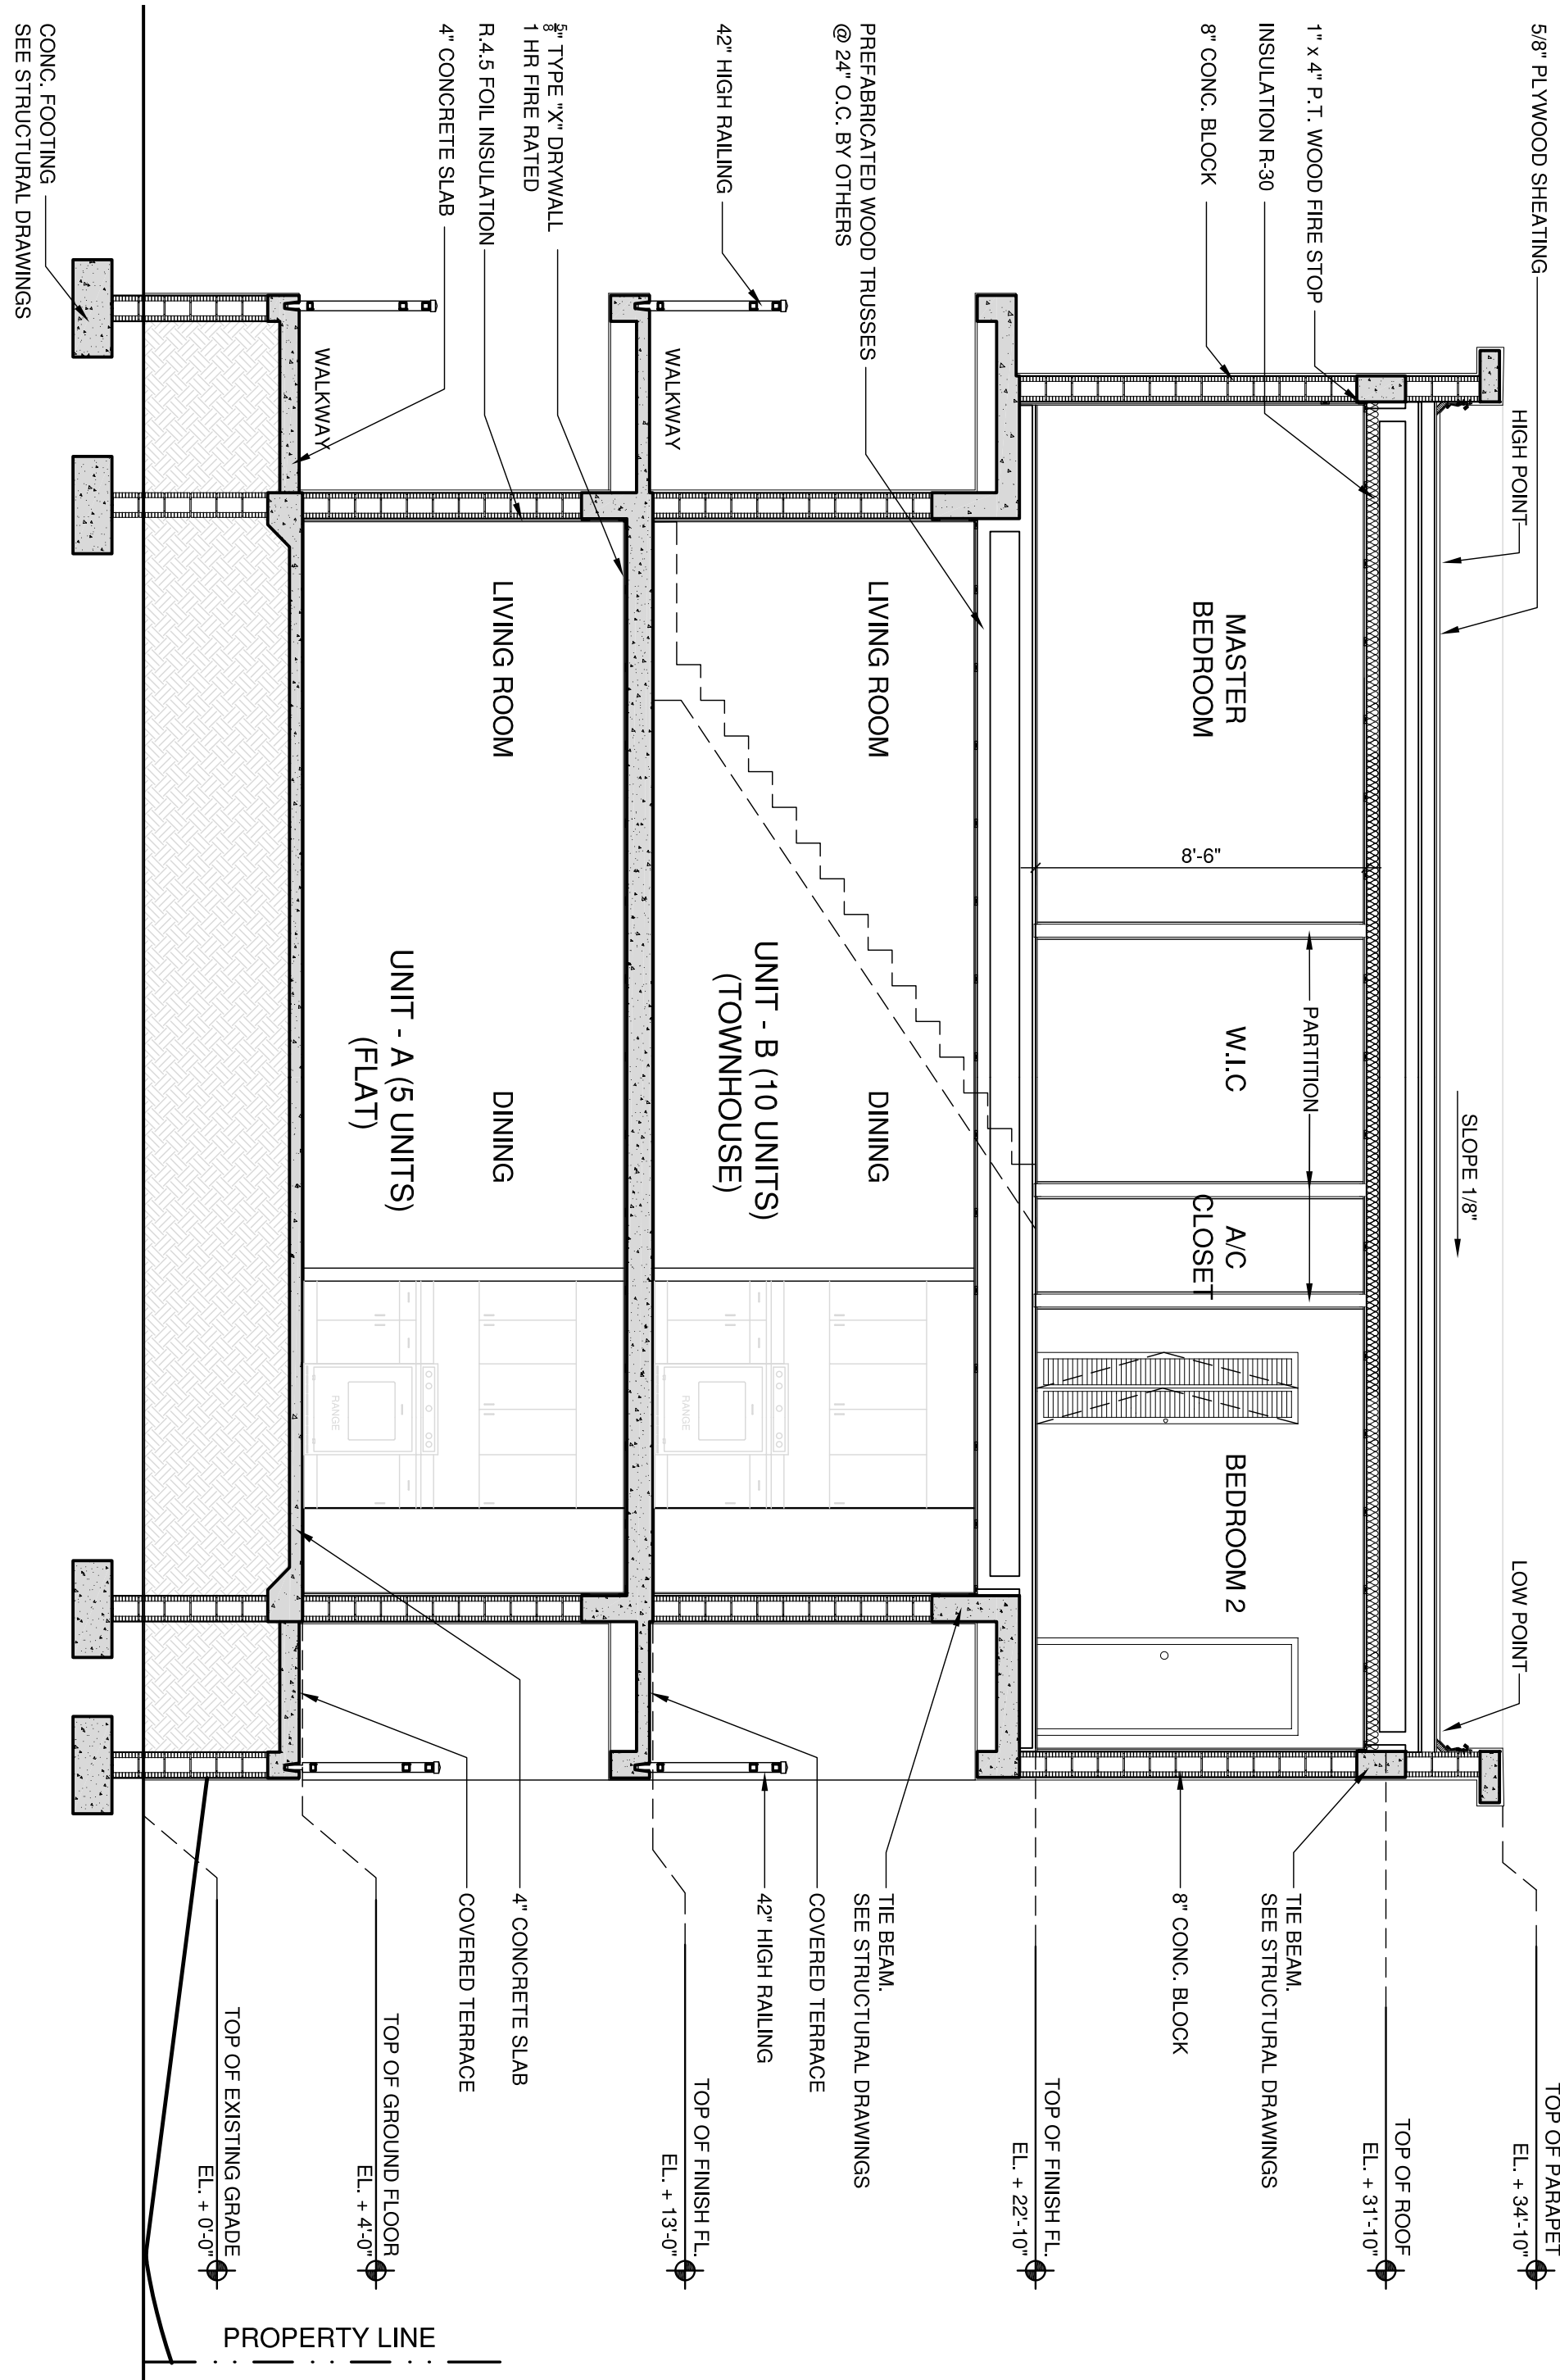 5/8" PLYWOOD SHEATING
1" x 4" P.T. WOOD FIRE STOP
INSULATION R-30
8" CONC. BLOCK
PREFABRICATED WOOD TRUSSES
@ 24" O.C. BY OTHERS
42" HIGH RAILING
5/8" TYPE "X" DRYWALL
1 HR FIRE RATED
R.4.5 FOIL INSULATION
4" CONCRETE SLAB
CONC. FOOTING
SEE STRUCTURAL DRAWINGS
HIGH POINT
SLOPE 1/8"
LOW POINT
MASTER
BEDROOM
8'-6"
PARTITION
W.I.C
A/C
CLOSET
BEDROOM 2
WALKWAY
LIVING ROOM
DINING
UNIT - B (10 UNITS)
(TOWNHOUSE)
RANGE
WALKWAY
LIVING ROOM
DINING
UNIT - A (5 UNITS)
(FLAT)
RANGE
TIE BEAM.
SEE STRUCTURAL DRAWINGS
8" CONC. BLOCK
TIE BEAM.
SEE STRUCTURAL DRAWINGS
COVERED TERRACE
42" HIGH RAILING
4" CONCRETE SLAB
COVERED TERRACE
TOP OF PARAPET
EL. + 34'-10"
TOP OF ROOF
EL. + 31'-10"
TOP OF FINISH FL.
EL. + 22'-10"
TOP OF FINISH FL.
EL. + 13'-0"
TOP OF GROUND FLOOR
EL. + 4'-0"
TOP OF EXISTING GRADE
EL. + 0'-0"
PROPERTY LINE